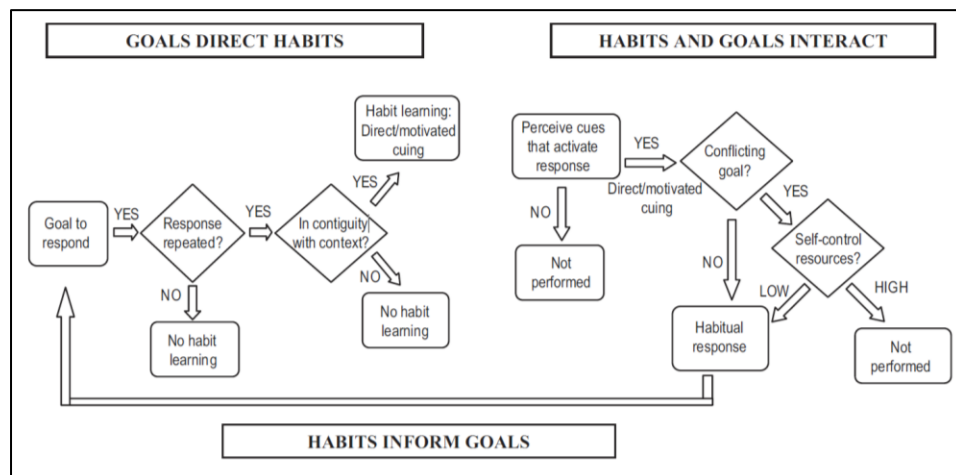 GOALS DIRECT HABITS
HABITS AND GOALS INTERACT
Goal to
respond
YES
Response
repeated?
YES
In contiguity
with context?
YES
Habit learning:
Direct/motivated
cuing
NO
No habit
learning
NO
No habit
learning
Perceive cues
that activate
response
YES
Direct/motivated
cuing
NO
Not
performed
Conflicting
goal?
YES
NO
Self-control
resources?
LOW
HIGH
Habitual
response
Not
performed
HABITS INFORM GOALS